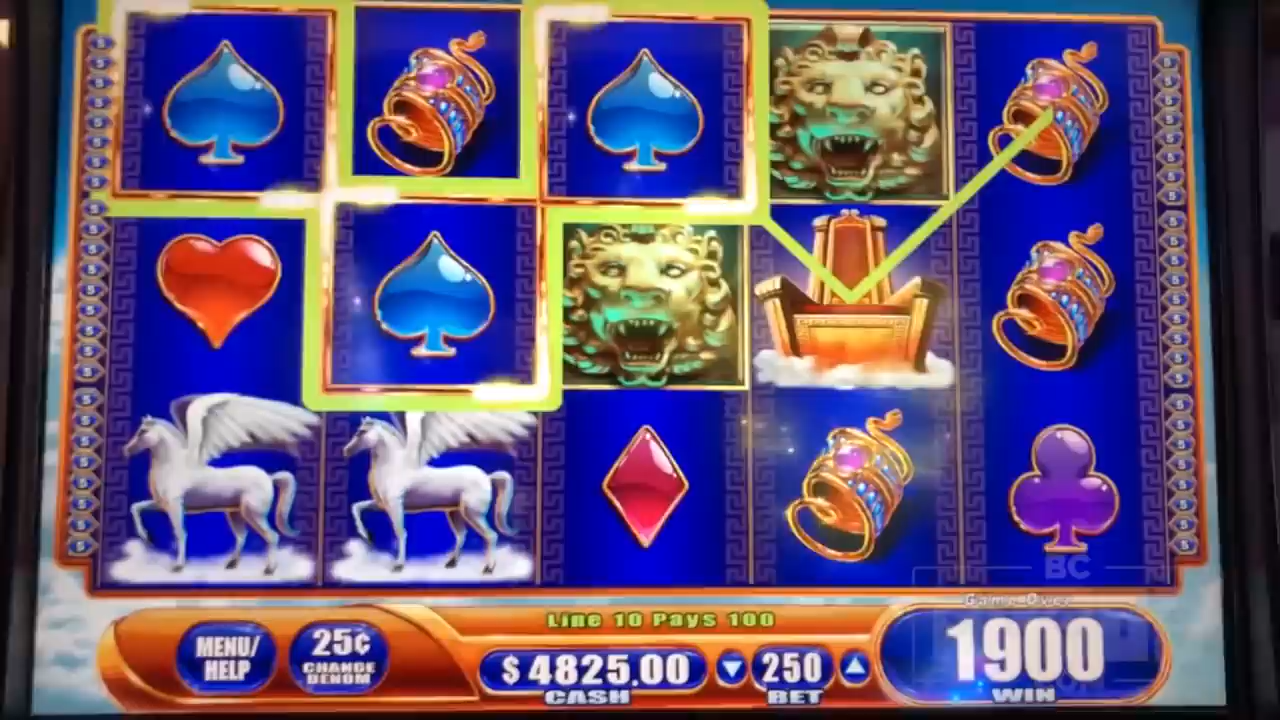 BC
Game Over
Line 10 Pays 100
MENU/
HELP
25¢
CHANGE
DENOM
$4825.00
CASH
250
BET
1900
WIN